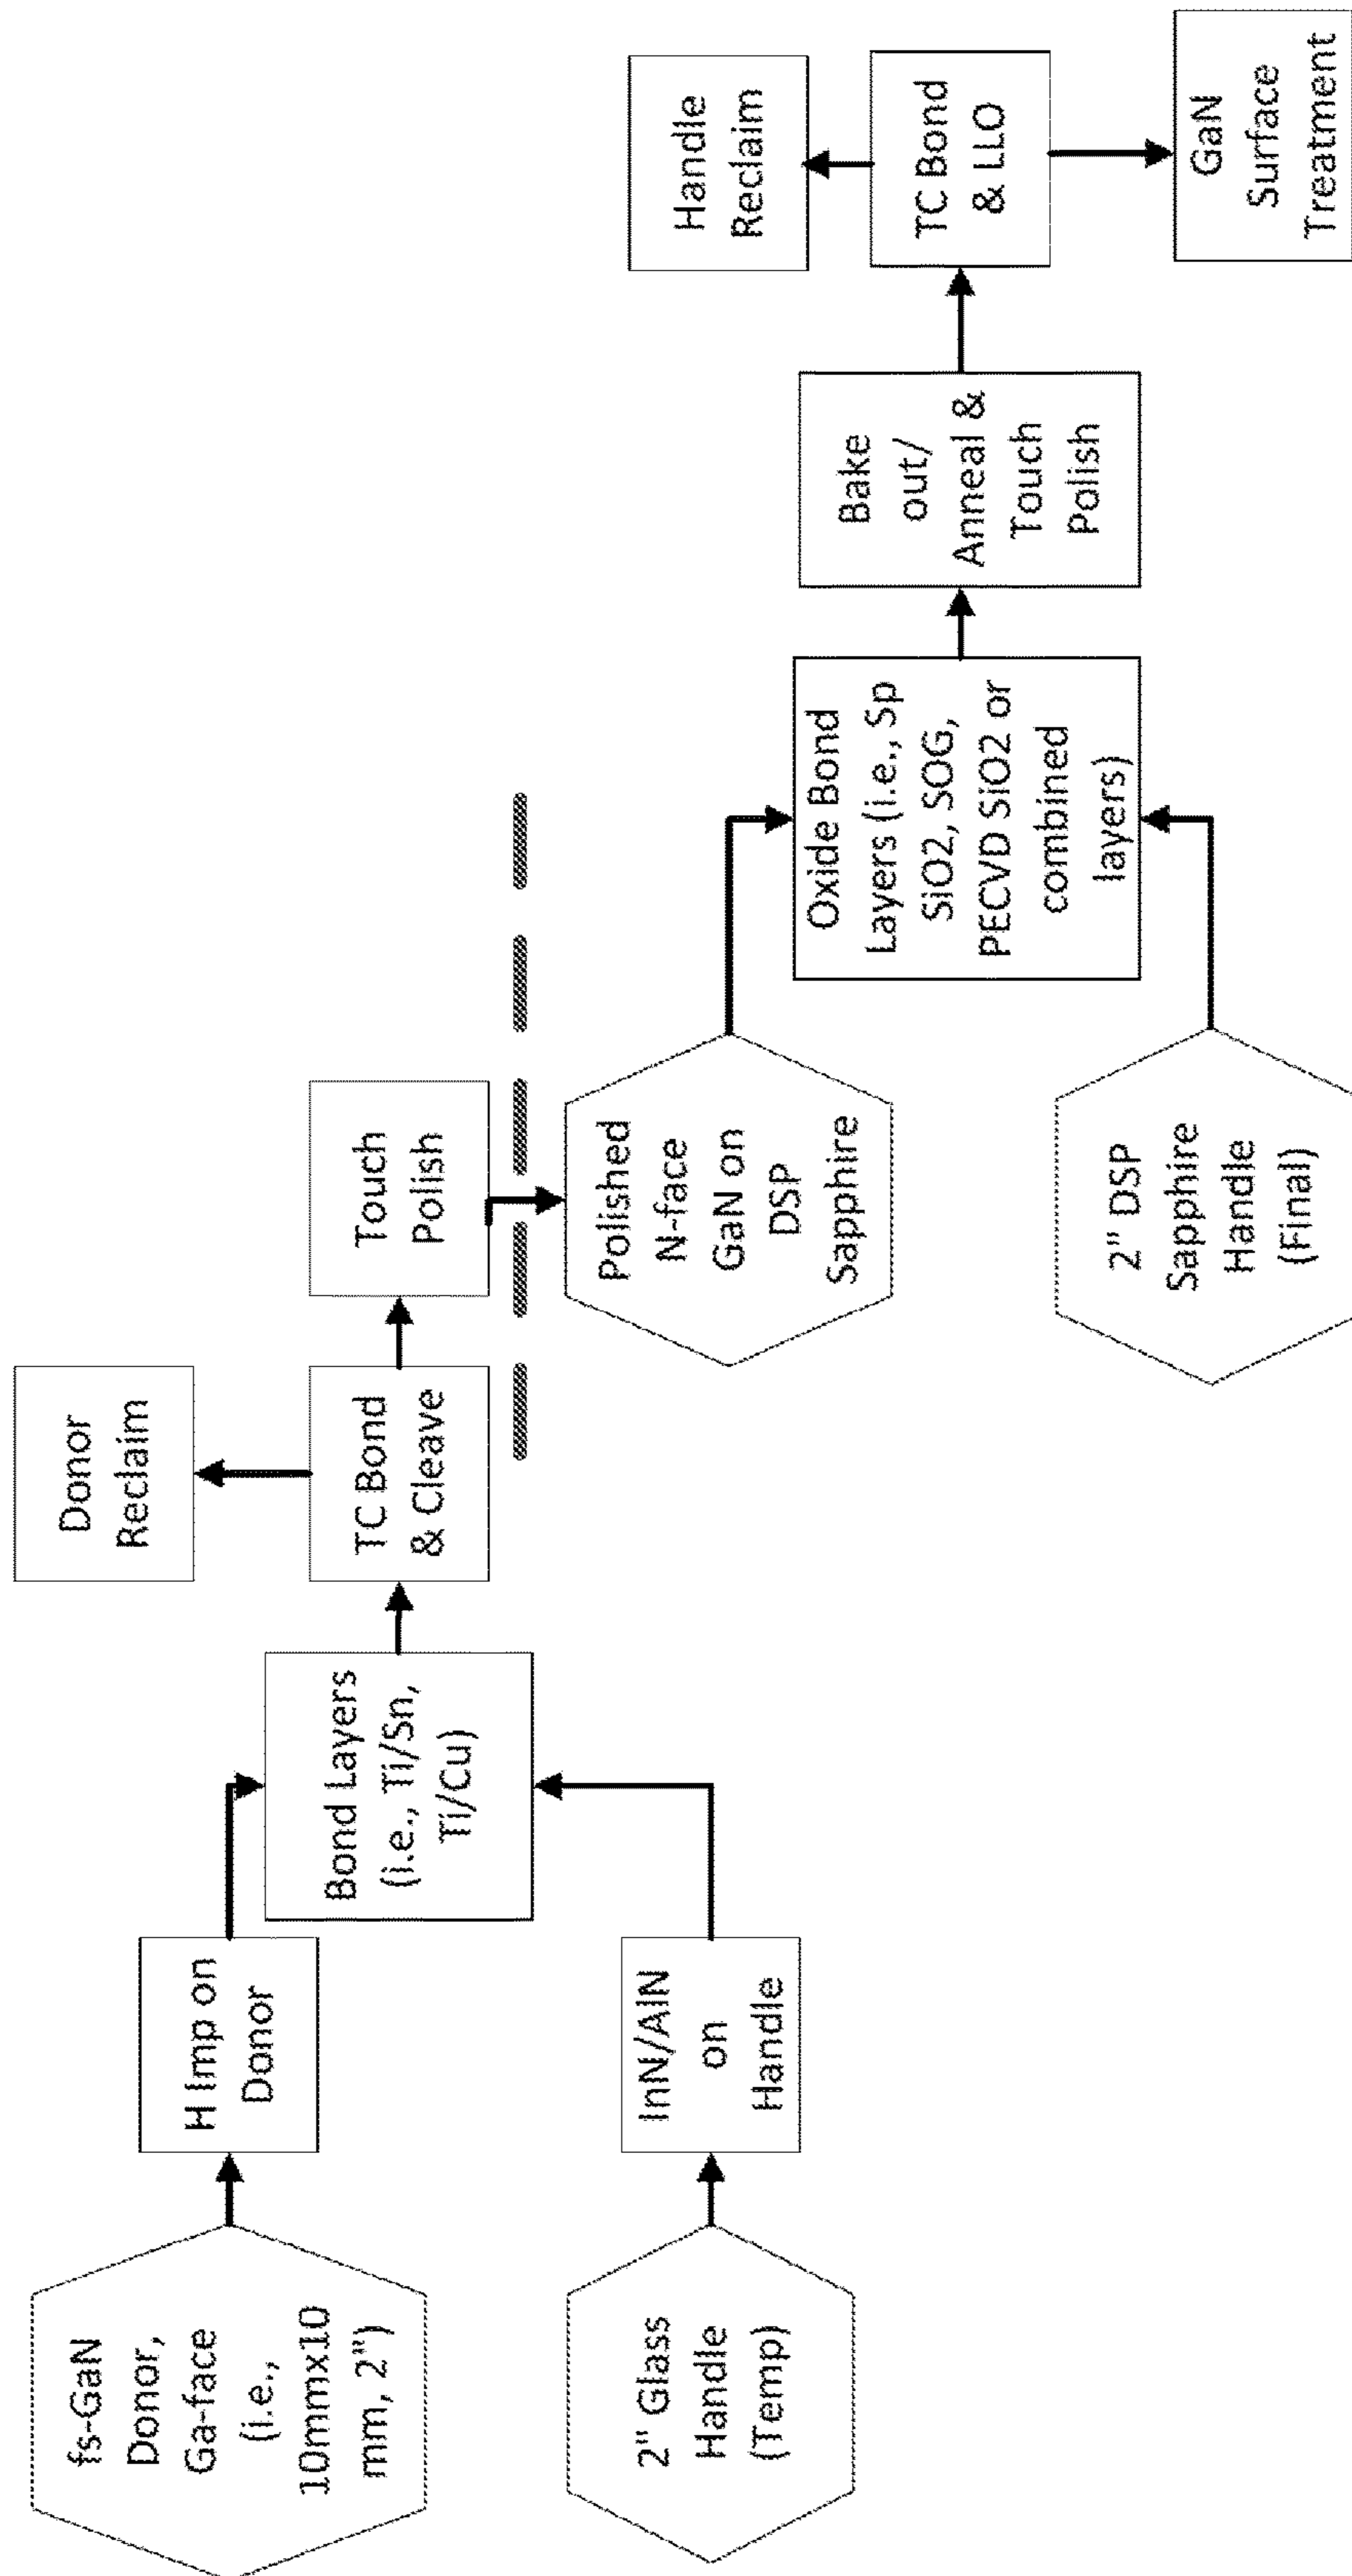 fs-GaN
Donor,
Ga-face
(i.e.,
10mmx10
mm, 2")
H Imp on
Donor
2" Glass
Handle
(Temp)
InN/AlN
on
Handle
Bond Layers
(i.e., Ti/Sn,
Ti/Cu)
TC Bond
& Cleave
Donor
Reclaim
Touch
Polish
Polished
N-face
GaN on
DSP
Sapphire
2" DSP
Sapphire
Handle
(Final)
Oxide Bond
Layers (i.e., Sp
SiO2, SOG,
PECVD SiO2 or
combined
layers)
Bake
out/
Anneal &
Touch
Polish
TC Bond
& LLO
Handle
Reclaim
GaN
Surface
Treatment